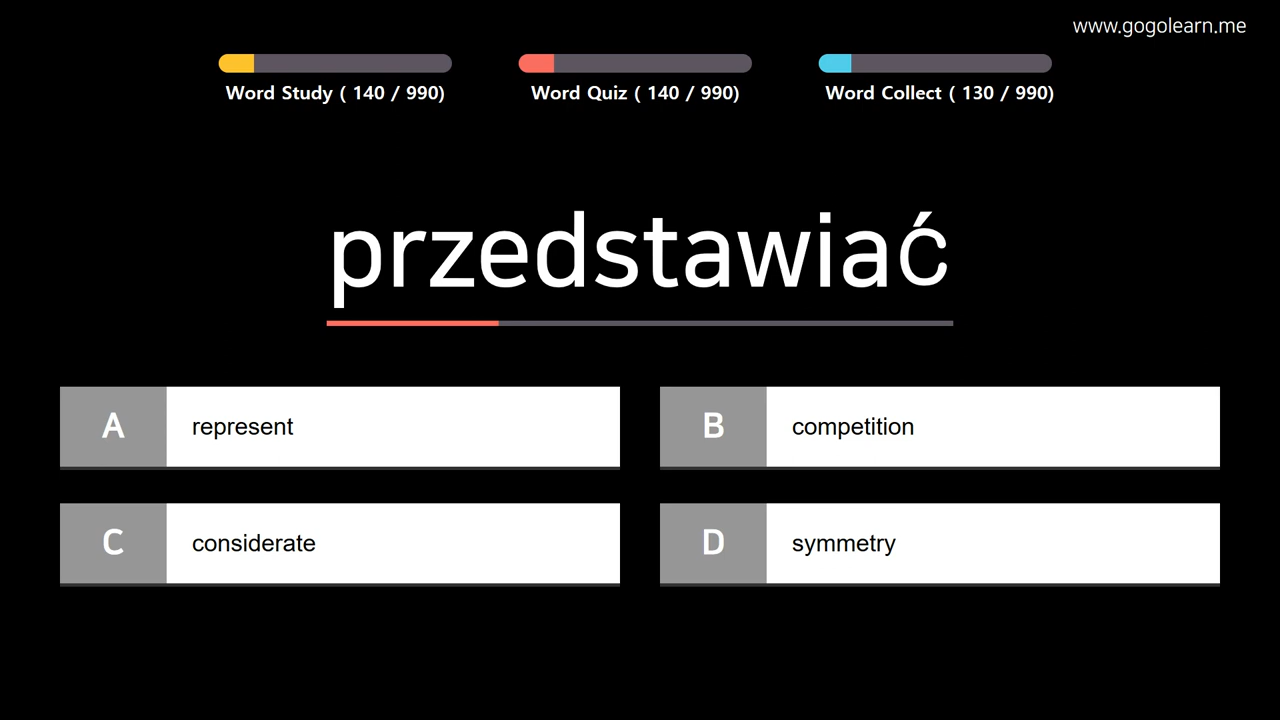 www.gogolearn.me
Word Study ( 140 / 990)
Word Quiz ( 140 / 990)
Word Collect ( 130 / 990)
przedstawiać
A represent
B competition
C considerate
D symmetry